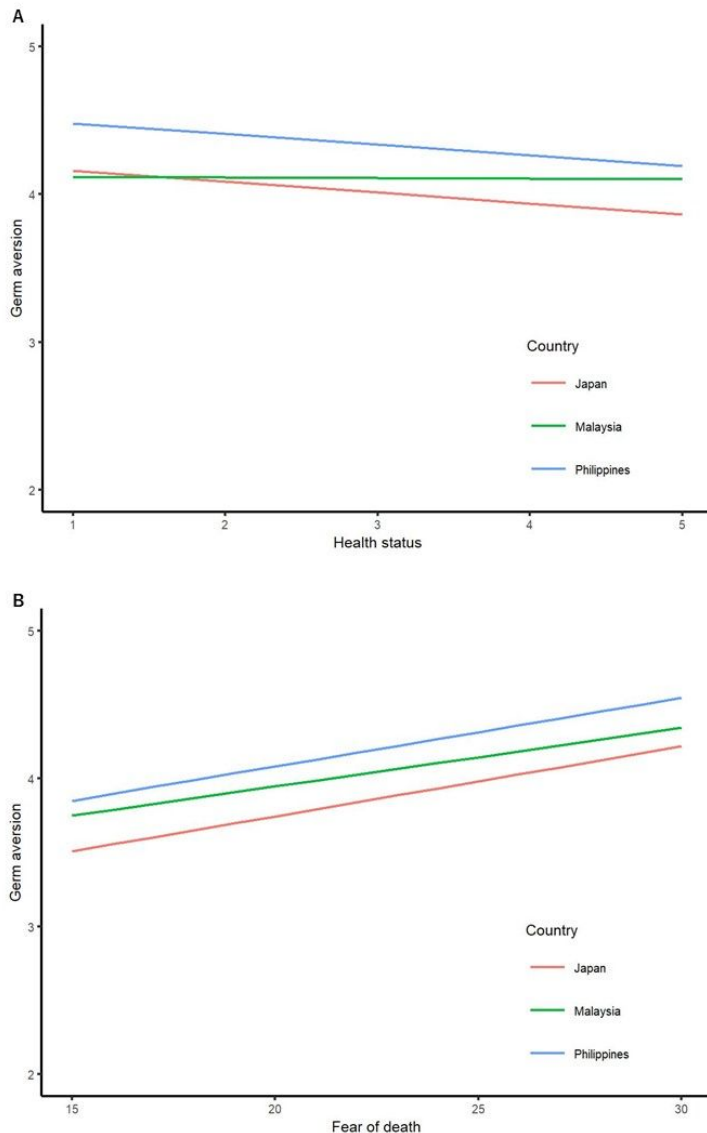 A
5
4
3
2
Germ aversion
Country
Japan
Malaysia
Philippines
1 2 3 4 5
Health status
B
5
4
3
2
Germ aversion
Country
Japan
Malaysia
Philippines
15 20 25 30
Fear of death